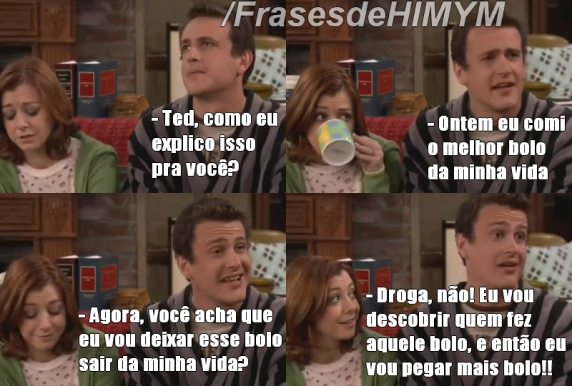 /FrasesdeHIMYM
- Ted, como eu
explico isso
pra você?
- Ontem eu comi
o melhor bolo
da minha vida
- Agora, você acha que
eu vou deixar esse bolo
sair da minha vida?
- Droga, não! Eu vou
descobrir quem fez
aquele bolo, e então eu
vou pegar mais bolo!!